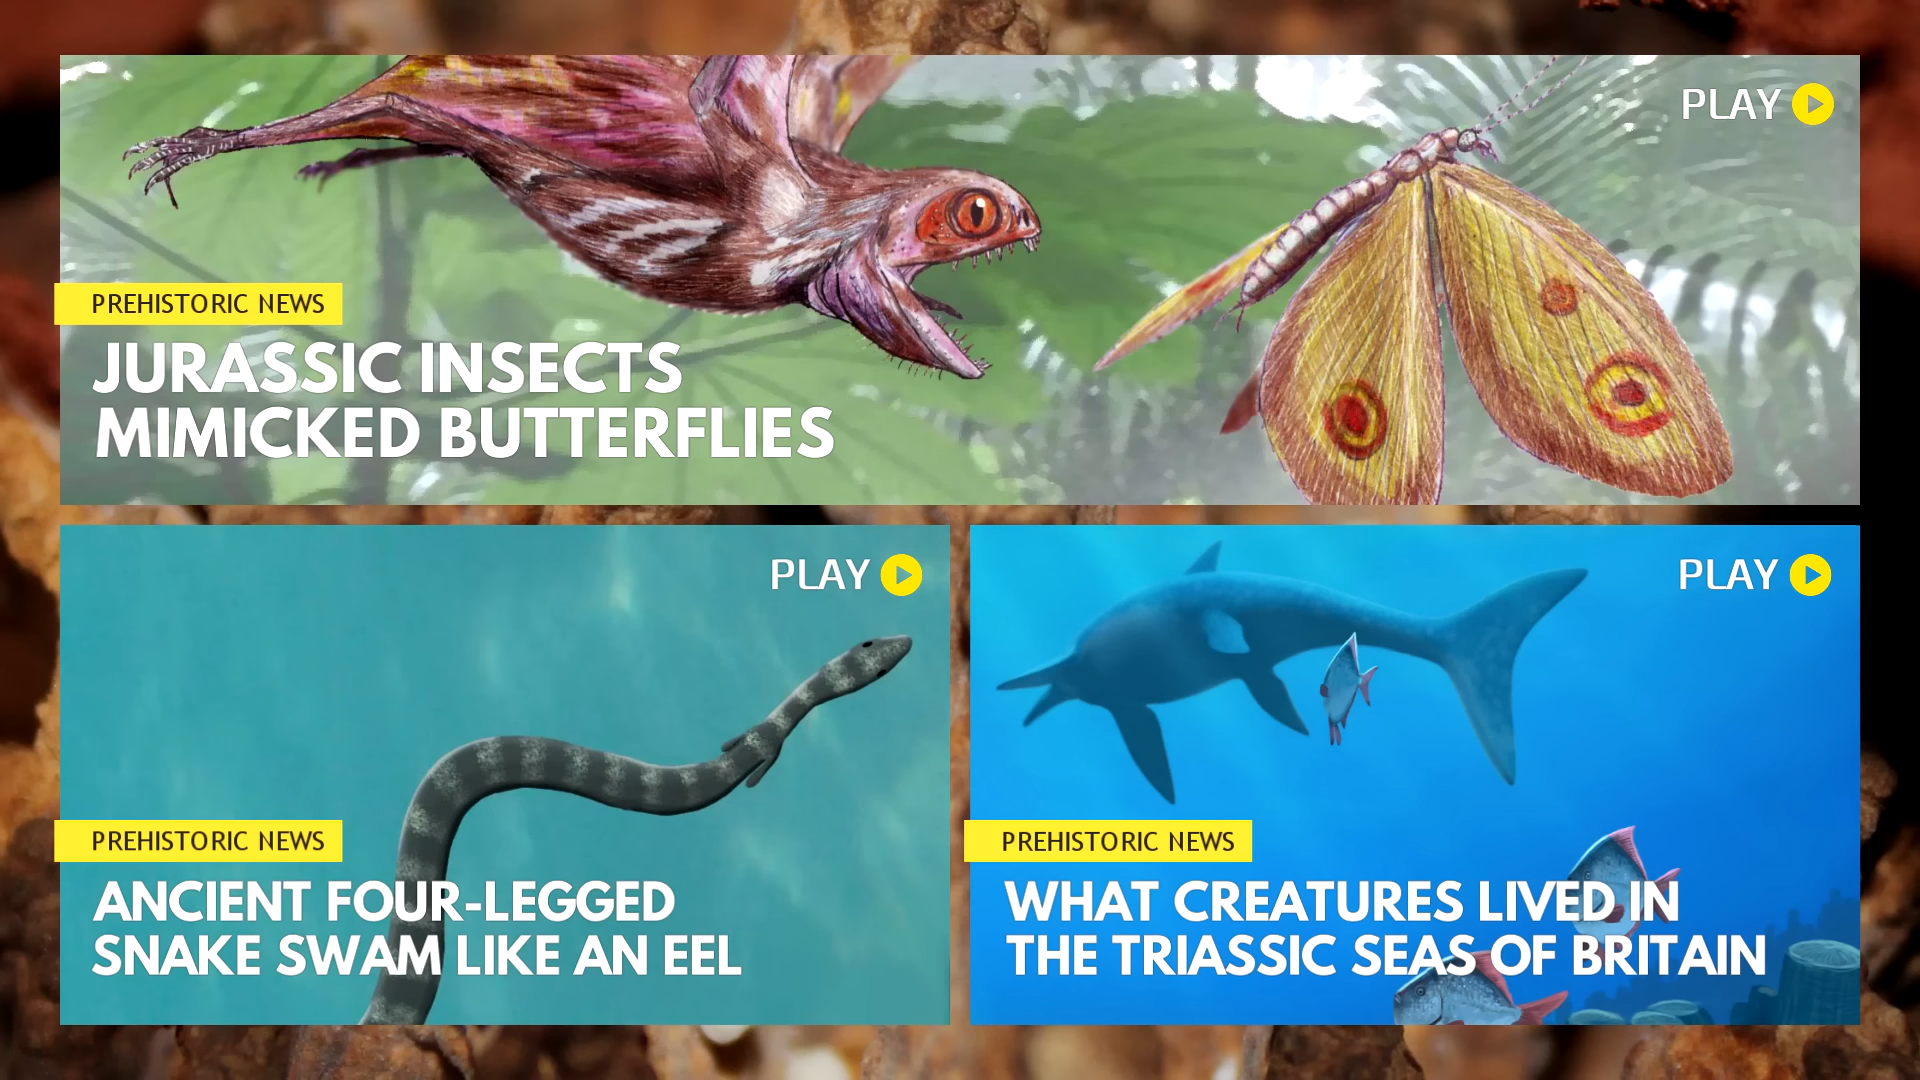 PLAY
PREHISTORIC NEWS
JURASSIC INSECTS
MIMICKED BUTTERFLIES
PLAY
PREHISTORIC NEWS
ANCIENT FOUR-LEGGED
SNAKE SWAM LIKE AN EEL
PLAY
PREHISTORIC NEWS
WHAT CREATURES LIVED IN
THE TRIASSIC SEAS OF BRITAIN